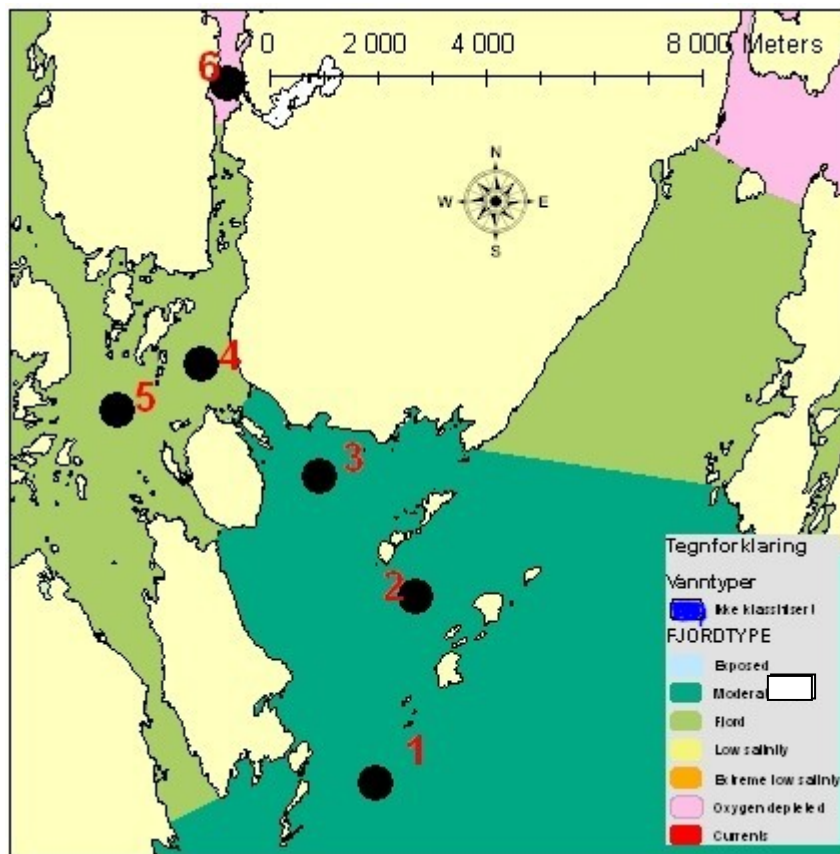 0 2 000 4 000 8 000 Meters
6
N
W E
S
4
5
3
2
1
Tegnforklaring
Vanntyper
Ikke klassifisert
FJORDTYPE
Exposed
Moderat
Fjord
Low salinity
Extreme low salinity
Oxygen depleted
Currents